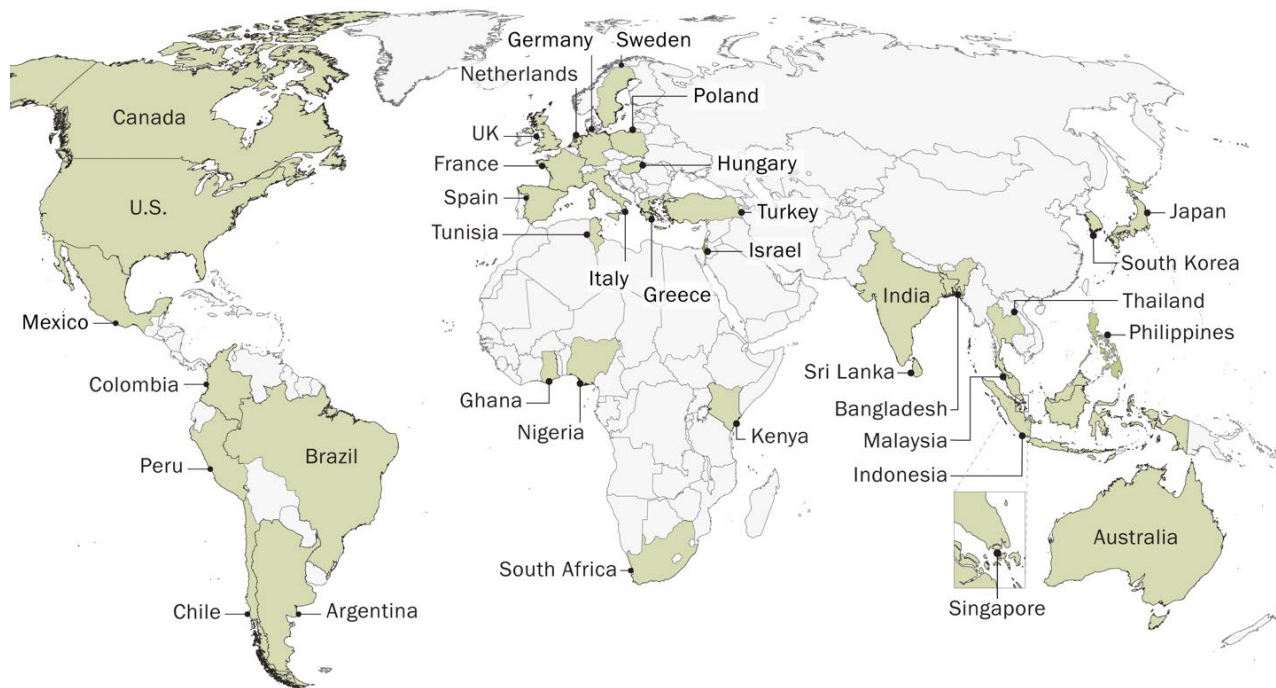 Germany
Sweden
Netherlands
Poland
Canada
UK
France
Hungary
Spain
U.S.
Turkey
Japan
Tunisia
Israel
South Korea
Italy
Greece
India
Thailand
Mexico
Philippines
Colombia
Sri Lanka
Ghana
Bangladesh
Nigeria
Kenya
Malaysia
Peru
Brazil
Indonesia
Australia
South Africa
Singapore
Chile
Argentina